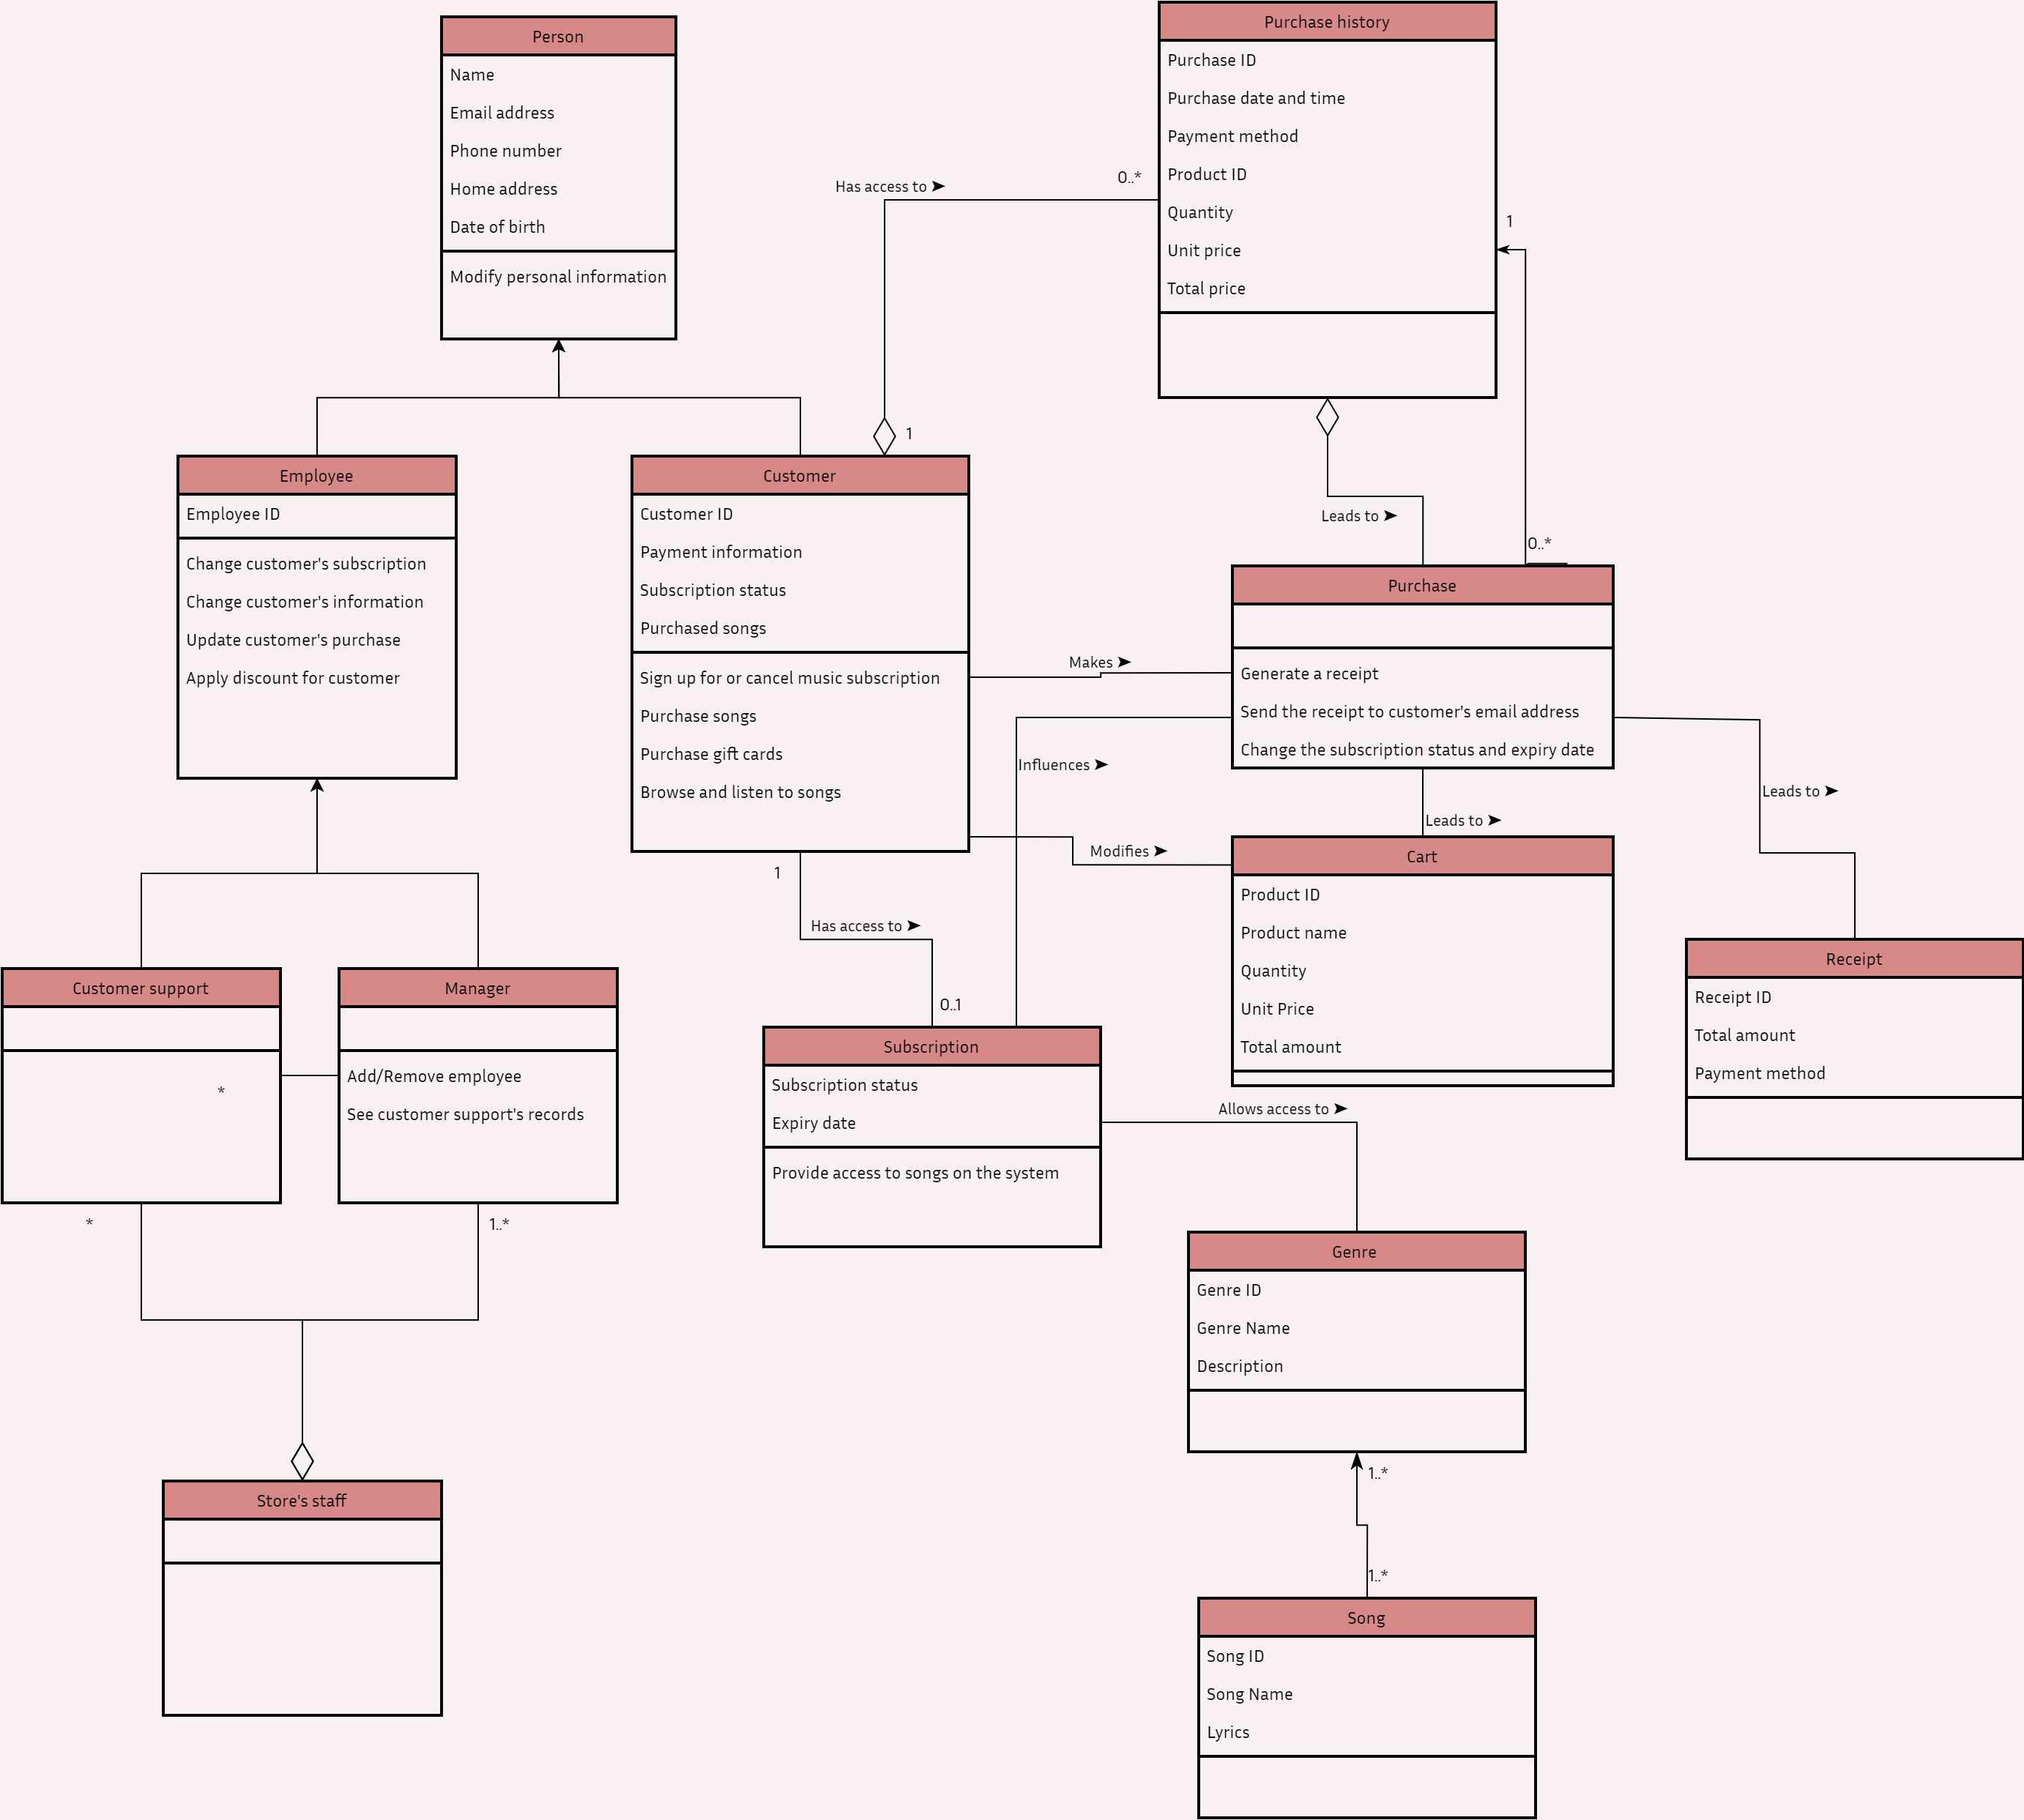 Person
Name
Email address
Phone number
Home address
Date of birth
Modify personal information
Purchase history
Purchase ID
Purchase date and time
Payment method
Product ID
Quantity
Unit price
Total price
Has access to ➤
0..*
1
1
Leads to ➤
0..*
Employee
Employee ID
Change customer's subscription
Change customer's information
Update customer's purchase
Apply discount for customer
Customer
Customer ID
Payment information
Subscription status
Purchased songs
Sign up for or cancel music subscription
Purchase songs
Purchase gift cards
Browse and listen to songs
Makes ➤
Influences ➤
Modifies ➤
Purchase
Generate a receipt
Send the receipt to customer's email address
Change the subscription status and expiry date
Leads to ➤
Leads to ➤
Cart
Product ID
Product name
Quantity
Unit Price
Total amount
Receipt
Receipt ID
Total amount
Payment method
1
Has access to ➤
0..1
Customer support
*
Manager
Add/Remove employee
See customer support's records
*
1..*
Subscription
Subscription status
Expiry date
Provide access to songs on the system
Allows access to ➤
Genre
Genre ID
Genre Name
Description
1..*
1..*
Store's staff
Song
Song ID
Song Name
Lyrics